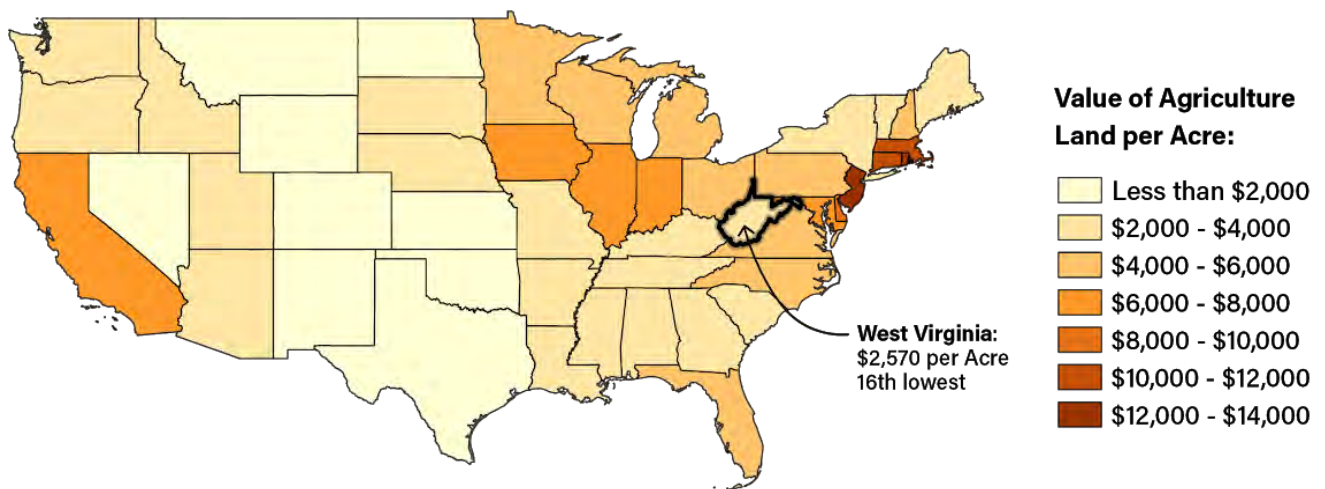 Value of Agriculture
Land per Acre:
Less than $2,000
$2,000 - $4,000
$4,000 - $6,000
$6,000 - $8,000
$8,000 - $10,000
$10,000 - $12,000
$12,000 - $14,000
West Virginia:
$2,570 per Acre
16th lowest